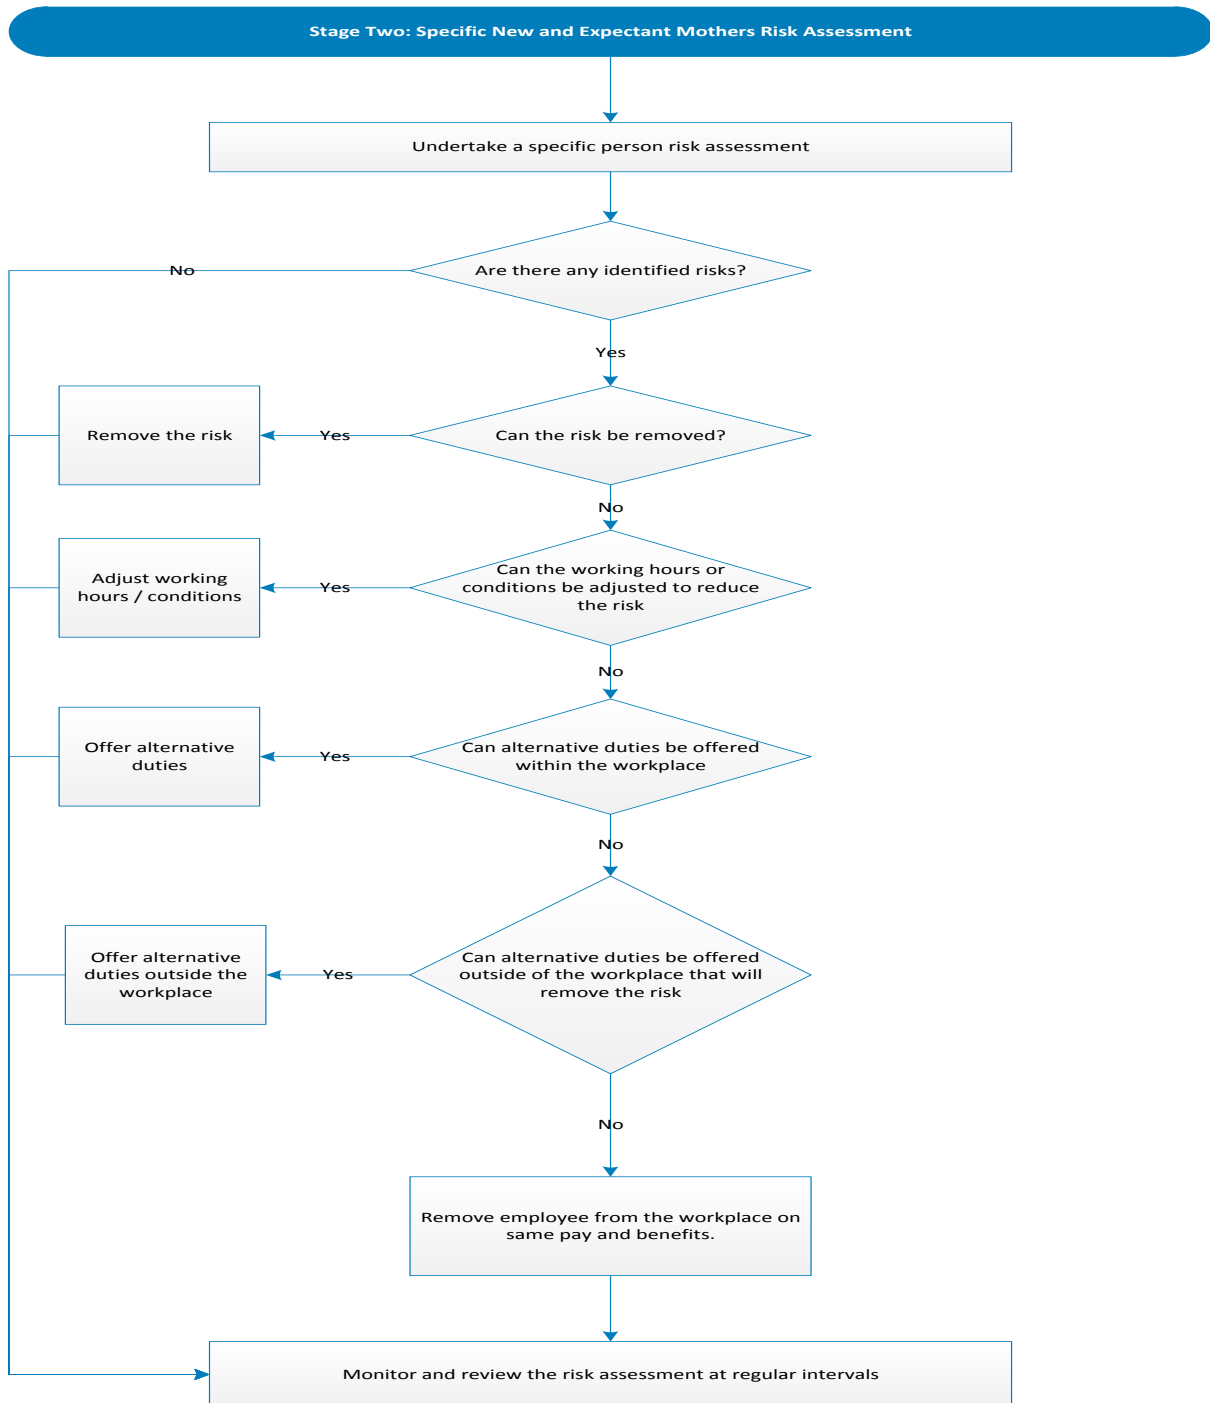 Stage Two: Specific New and Expectant Mothers Risk Assessment
Undertake a specific person risk assessment
No
Are there any identified risks?
Yes
Remove the risk
Yes
Can the risk be removed?
No
Adjust working
hours / conditions
Yes
Can the working hours or
conditions be adjusted to reduce
the risk
No
Offer alternative
duties
Yes
Can alternative duties be offered
within the workplace
No
Offer alternative
duties outside the
workplace
Yes
Can alternative duties be offered
outside of the workplace that will
remove the risk
No
Remove employee from the workplace on
same pay and benefits.
Monitor and review the risk assessment at regular intervals